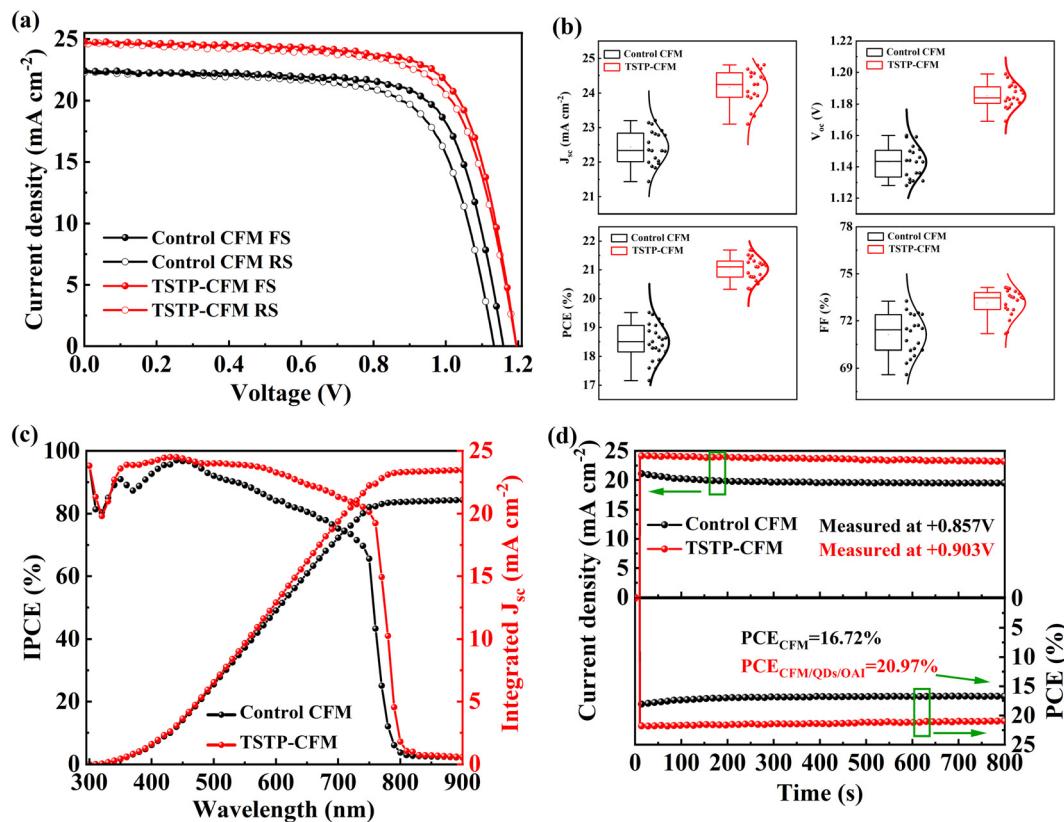 (a)
25
20
15
10
5
0
Current density (mA cm⁻²)
Control CFM FS
Control CFM RS
TSTP-CFM FS
TSTP-CFM RS
0.0 0.2 0.4 0.6 0.8 1.0 1.2
Voltage (V)
(b)
25
24
23
22
21
J_sc (mA cm⁻²)
Control CFM
TSTP-CFM
1.22
1.20
1.18
1.16
1.14
1.12
V_oc (V)
Control CFM
TSTP-CFM
22
21
20
19
18
17
PCE (%)
Control CFM
TSTP-CFM
75
72
69
FF (%)
Control CFM
TSTP-CFM
(c)
100
80
60
40
20
0
IPCE (%)
25
20
15
10
5
0
Integrated J_sc (mA cm⁻²)
Control CFM
TSTP-CFM
300 400 500 600 700 800 900
Wavelength (nm)
(d)
25
20
15
10
5
0
Current density (mA cm⁻²)
Control CFM Measured at +0.857V
TSTP-CFM Measured at +0.903V
0
5
10
15
20
25
PCE (%)
PCE_CFM=16.72%
PCE_CFM/QDs/OAI=20.97%
0 100 200 300 400 500 600 700 800
Time (s)